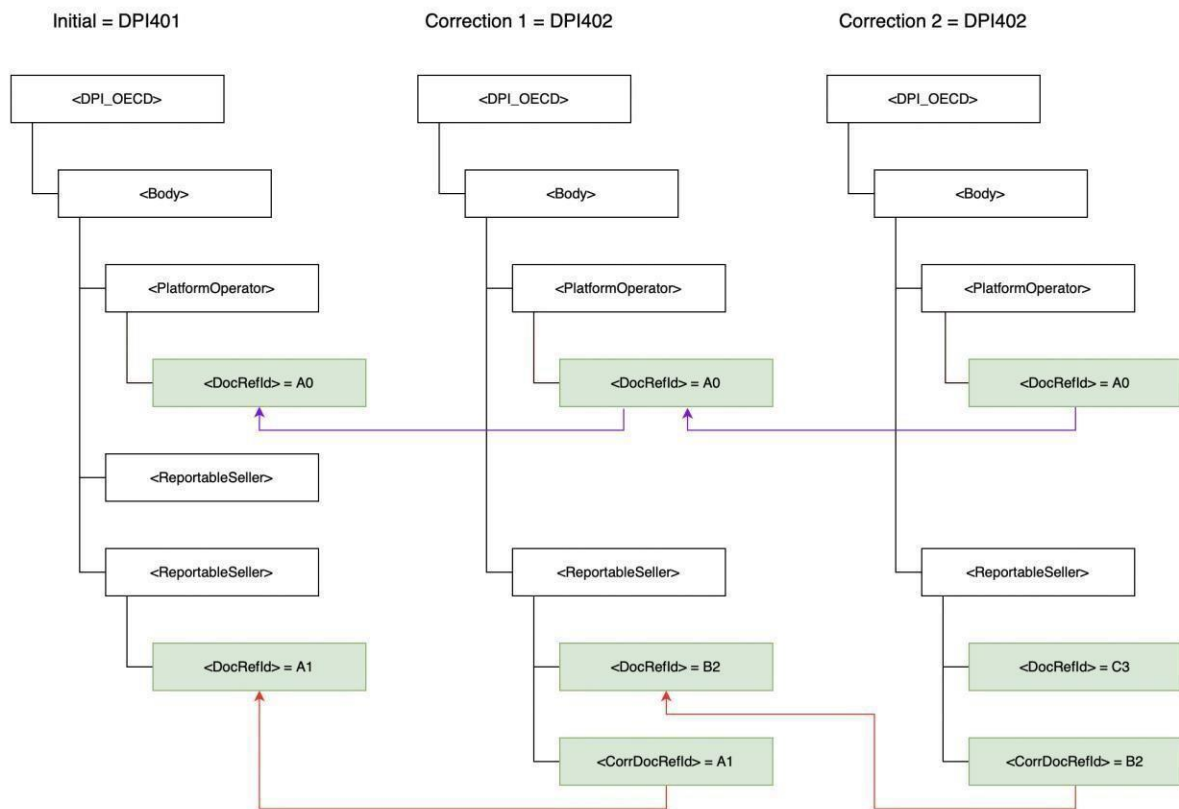 Initial = DPI401
Correction 1 = DPI402
Correction 2 = DPI402
<DPI_OECD>
<DPI_OECD>
<DPI_OECD>
<Body>
<Body>
<Body>
<PlatformOperator>
<PlatformOperator>
<PlatformOperator>
<DocRefId> = A0
<DocRefId> = A0
<DocRefId> = A0
<ReportableSeller>
<ReportableSeller>
<ReportableSeller>
<ReportableSeller>
<DocRefId> = A1
<DocRefId> = B2
<DocRefId> = C3
<CorrDocRefId> = A1
<CorrDocRefId> = B2